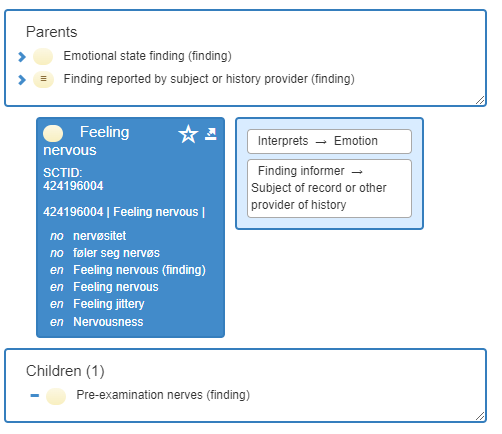 Parents
Emotional state finding (finding)
≡ Finding reported by subject or history provider (finding)
Feeling
nervous
SCTID:
424196004
424196004 | Feeling nervous |
no nervøsitet
no føler seg nervøs
en Feeling nervous (finding)
en Feeling nervous
en Feeling jittery
en Nervousness
Interprets → Emotion
Finding informer →
Subject of record or other
provider of history
Children (1)
Pre-examination nerves (finding)